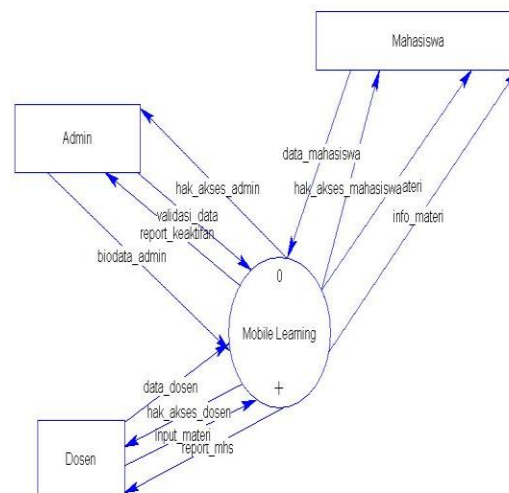 Mahasiswa
Admin
data_mahasiswa
hak_akses_admin
hak_akses_mahasiswa
ateri
validasi_data
info_materi
report_keaktifan
biodata_admin
0
Mobile Learning
+
data_dosen
hak_akses_dosen
input_materi
report_mhs
Dosen